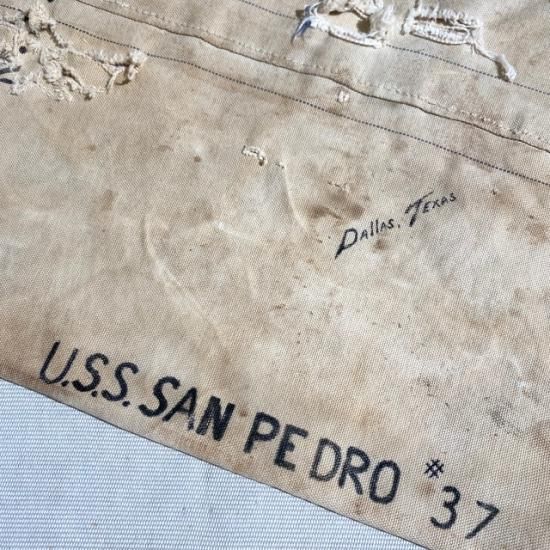 Dallas, Texas
U.S.S. SAN PEDRO #37